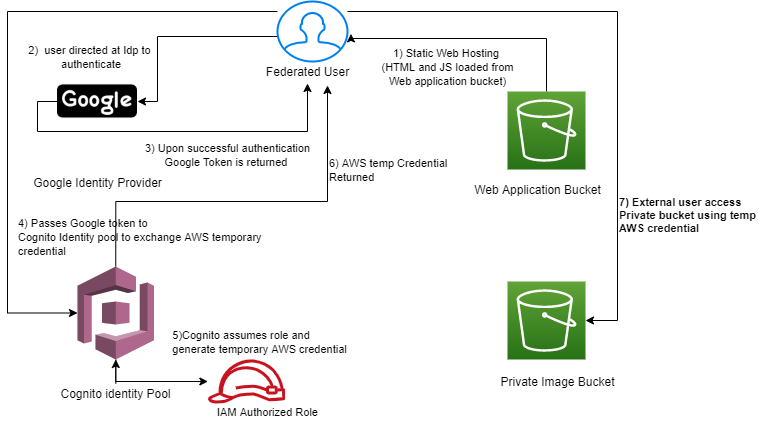 2)  user directed at Idp to
authenticate
1) Static Web Hosting
(HTML and JS loaded from
Web application bucket)
Federated User
Google
3) Upon successful authentication
Google Token is returned
6) AWS temp Credential
Returned
Google Identity Provider
Web Application Bucket
7) External user access
Private bucket using temp
AWS credential
4) Passes Google token to
Cognito Identity pool to exchange AWS temporary
credential
5)Cognito assumes role and
generate temporary AWS credential
Cognito identity Pool
IAM Authorized Role
Private Image Bucket